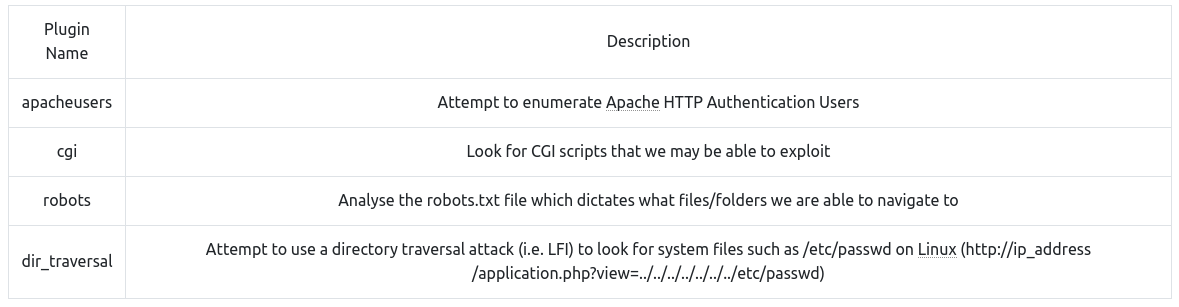 Plugin
Name
Description
apacheusers
Attempt to enumerate Apache HTTP Authentication Users
cgi
Look for CGI scripts that we may be able to exploit
robots
Analyse the robots.txt file which dictates what files/folders we are able to navigate to
dir_traversal
Attempt to use a directory traversal attack (i.e. LFI) to look for system files such as /etc/passwd on Linux (http://ip_address
/application.php?view=../../../../../../../etc/passwd)